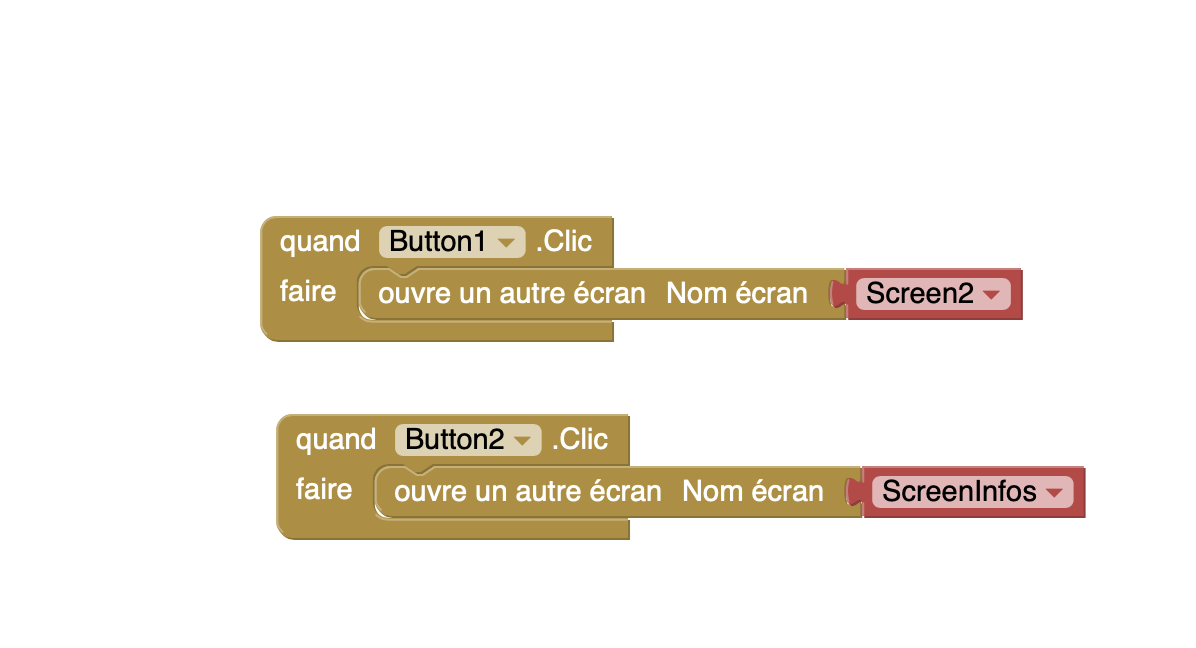 quand Button1 .Clic
faire ouvre un autre écran Nom écran Screen2
quand Button2 .Clic
faire ouvre un autre écran Nom écran ScreenInfos